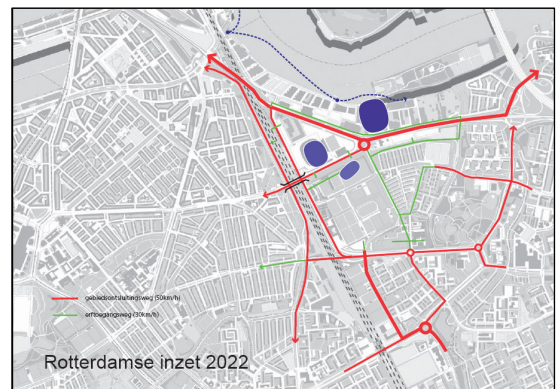 gebiedsontsluitingsweg (50km/h)
erftoegangsweg (30km/h)
Rotterdamse inzet 2022